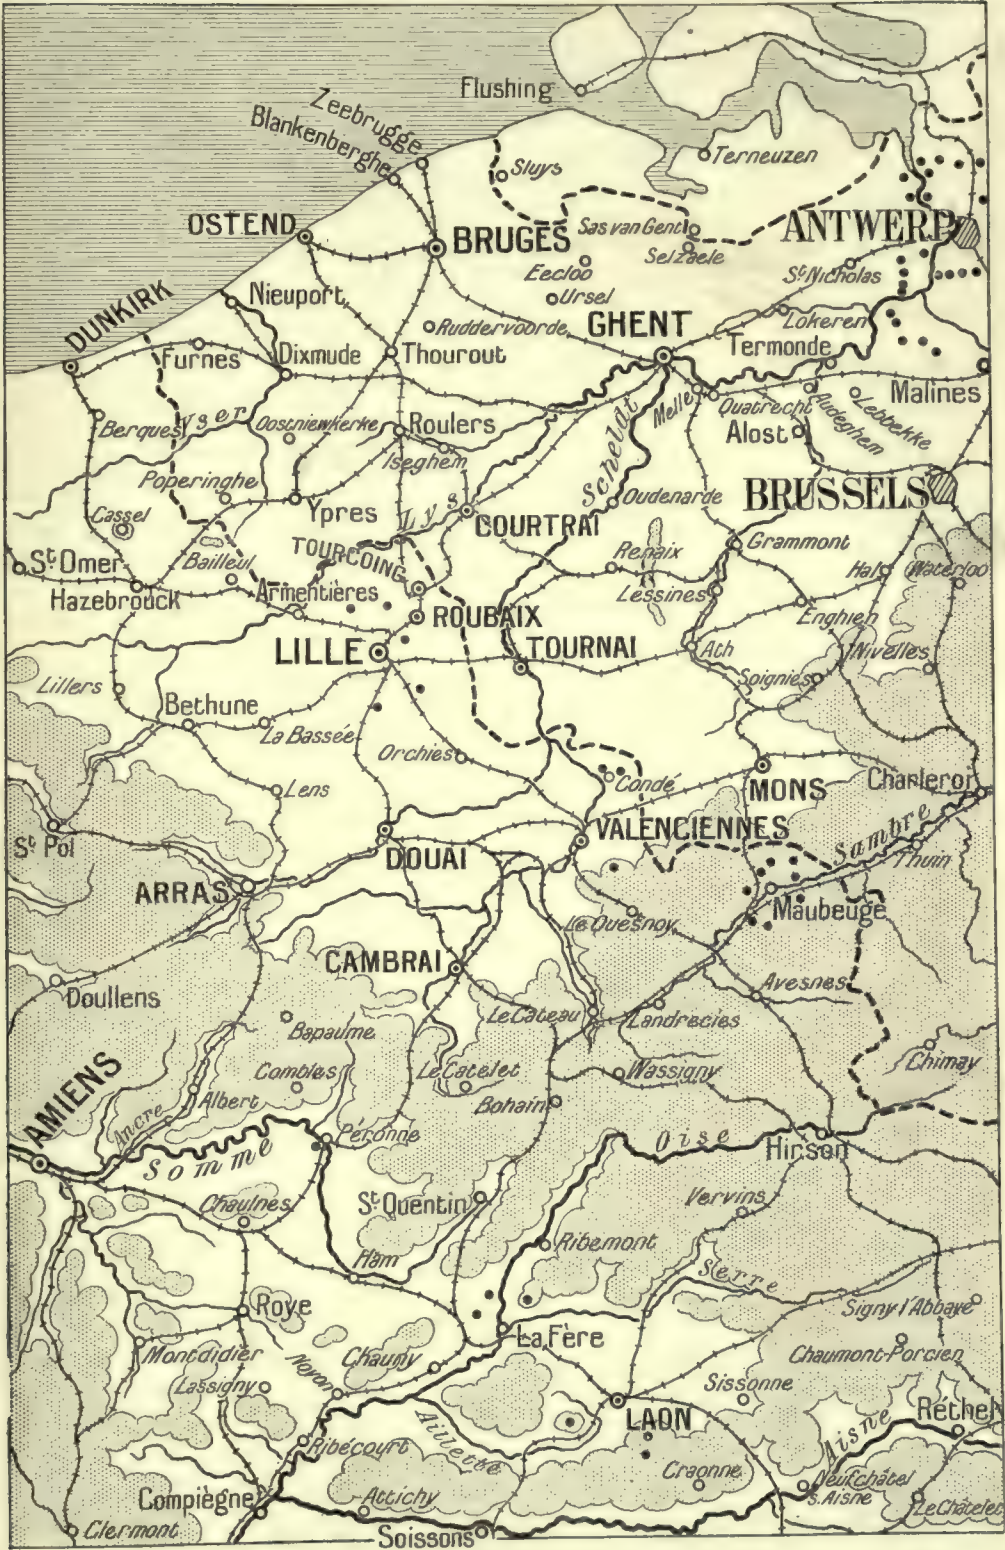 Flushing
Zeebrugge
Blankenberghe
Sluys
Terneuzen
OSTEND
BRUGES
Sas van Gent
ANTWERP
Selzaele
Eecloo
St. Nicholas
Nieuport
Ursel
DUNKIRK
Ruddervoorde
GHENT
Lokeren
Furnes
Dixmude
Thourout
Termonde
Malines
Melle
Quatrecht
Audeghem
Lebbekke
Berques
Yser
Oostniewkerke
Roulers
Scheldt
Alost
Iseghem
Poperinghe
Ypres
Lys
Oudenarde
BRUSSELS
Cassel
COURTRAI
TOURCOING
Grammont
St. Omer
Bailleul
Renaix
Hal
Waterloo
Hazebrouck
Armentières
Lessines
Enghien
ROUBAIX
LILLE
TOURNAI
Ath
Nivelles
Lillers
Soignies
Bethune
La Bassée
Orchies
Condé
MONS
Charleroi
Lens
St. Pol
DOUAI
VALENCIENNES
Sambre
Thuin
ARRAS
Maubeuge
Le Quesnoy
CAMBRAI
Doullens
Avesnes
Le Cateau
Landrecies
Bapaume
Chimay
Combles
Le Catelet
Wassigny
AMIENS
Albert
Bohain
Ancre
Somme
Péronne
Oise
Hirson
Chaulnes
St. Quentin
Vervins
Ribemont
Ham
Serre
Roye
Signy l'Abbaye
La Fère
Montdidier
Noyon
Chauny
Chaumont-Porcien
Lassigny
Sissonne
LAON
Réthel
Ailette
Aisne
Ribécourt
Craonne
Neufchâtel
s. Aisne
Compiègne
Attichy
Le Châtelet
Clermont
Soissons